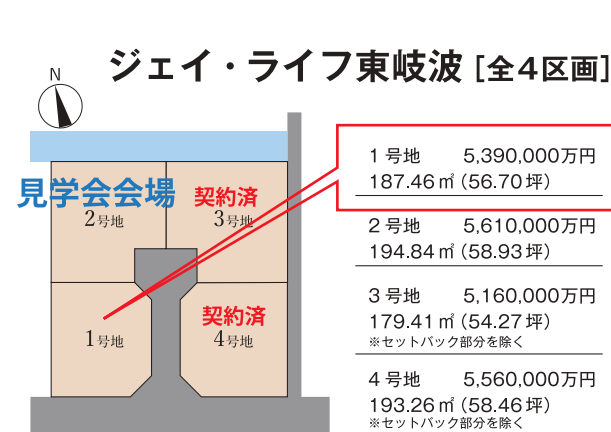 ジェイ・ライフ東岐波 [全4区画]
N
見学会会場
契約済
2号地
3号地
契約済
1号地
4号地
1号地 5,390,000万円
187.46㎡(56.70坪)
2号地 5,610,000万円
194.84㎡(58.93坪)
3号地 5,160,000万円
179.41㎡(54.27坪)
※セットバック部分を除く
4号地 5,560,000万円
193.26㎡(58.46坪)
※セットバック部分を除く